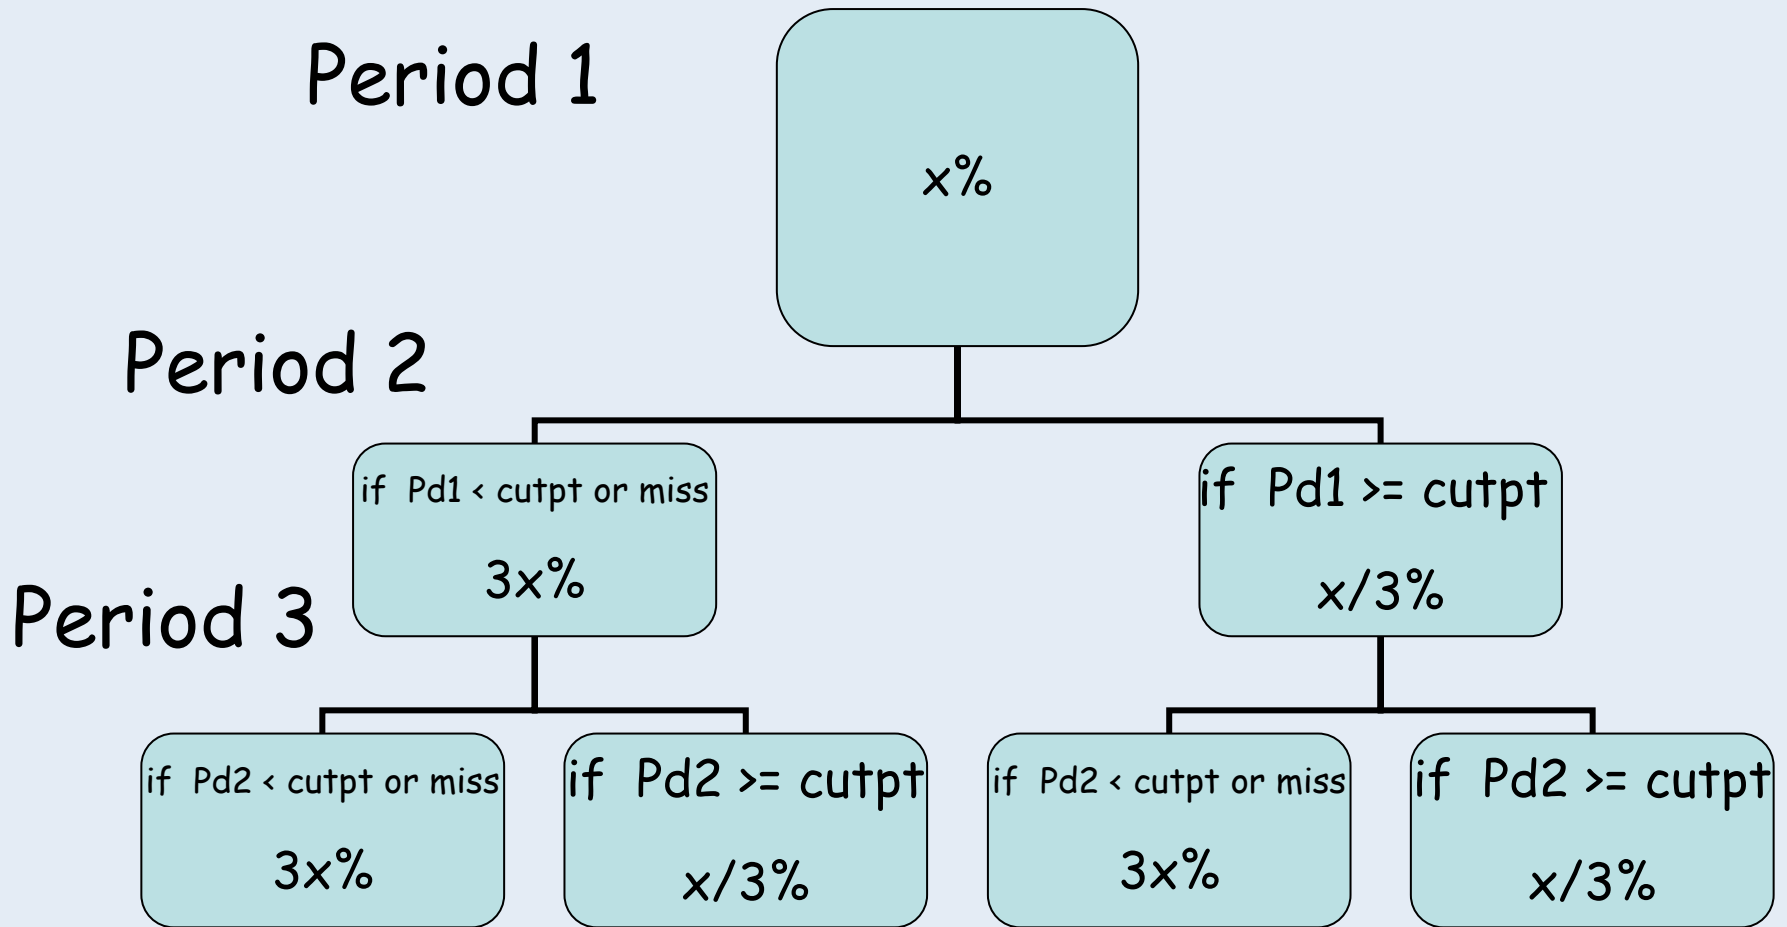 Period 1
x%
Period 2
if Pd1 < cutpt or miss
3x%
if Pd1 >= cutpt
x/3%
Period 3
if Pd2 < cutpt or miss
3x%
if Pd2 >= cutpt
x/3%
if Pd2 < cutpt or miss
3x%
if Pd2 >= cutpt
x/3%